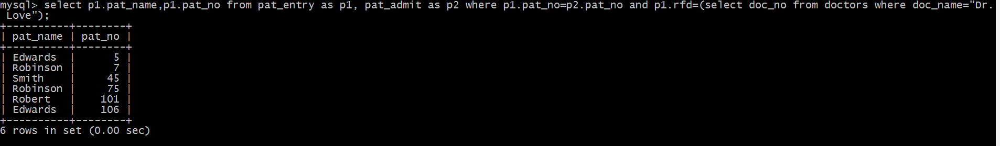 mysql> select p1.pat_name,p1.pat_no from pat_entry as p1, pat_admit as p2 where p1.pat_no=p2.pat_no and p1.rfd=(select doc_no from doctors where doc_name="Dr.
 Love");
+----------+--------+
| pat_name | pat_no |
+----------+--------+
| Edwards  |      5 |
| Robinson |      7 |
| Smith    |     45 |
| Robinson |     75 |
| Robert   |    101 |
| Edwards  |    106 |
+----------+--------+
6 rows in set (0.00 sec)